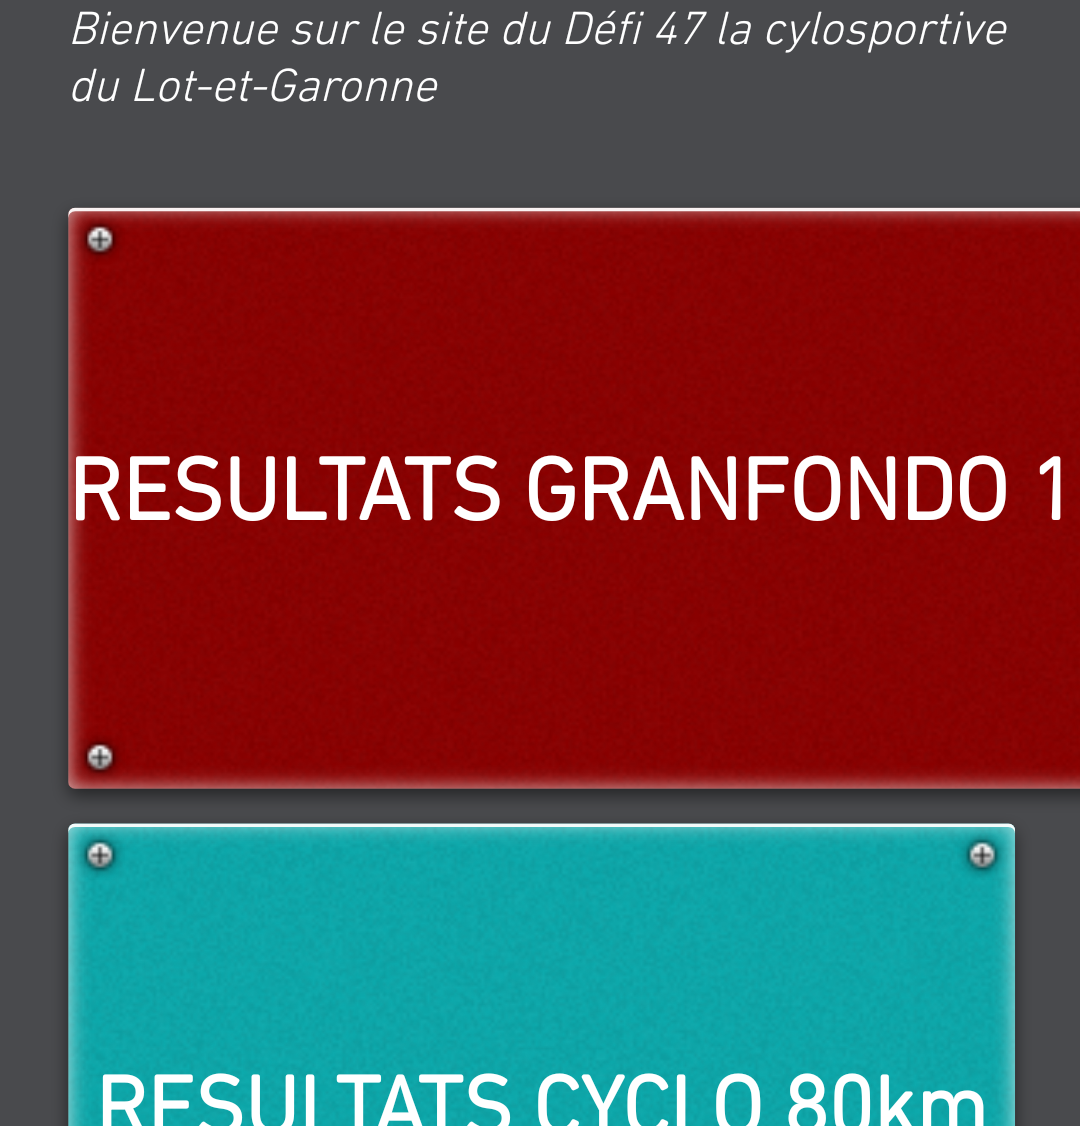 Bienvenue sur le site du Défi 47 la cylosportive
du Lot-et-Garonne
RESULTATS GRANFONDO 1
RESULTATS CYCLO 80km